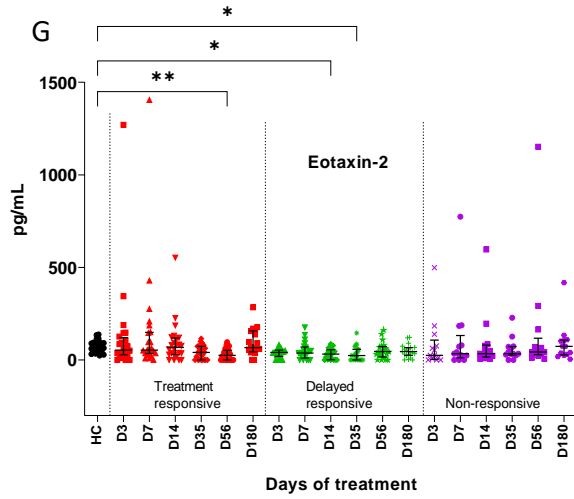 G
*
*
**
1500
1000
500
0
pg/mL
Eotaxin-2
Treatment responsive
Delayed responsive
Non-responsive
HC
D3
D7
D14
D35
D56
D180
D3
D7
D14
D35
D56
D180
D3
D7
D14
D35
D56
D180
Days of treatment